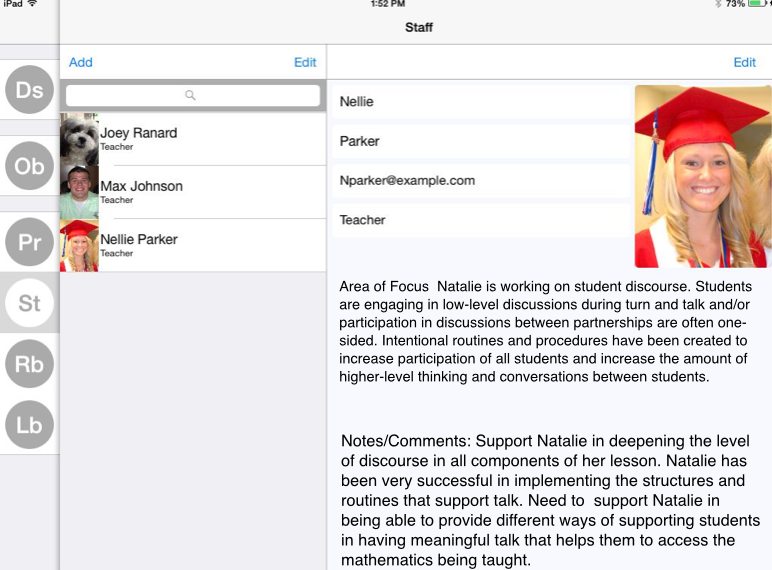 iPad 1:52 PM 73%
Staff
Ds
Ob
Pr
St
Rb
Lb
Add Edit
Joey Ranard
Teacher
Max Johnson
Teacher
Nellie Parker
Teacher
Edit
Nellie
Parker
Nparker@example.com
Teacher
Area of Focus  Natalie is working on student discourse. Students
are engaging in low-level discussions during turn and talk and/or
participation in discussions between partnerships are often one-
sided. Intentional routines and procedures have been created to
increase participation of all students and increase the amount of
higher-level thinking and conversations between students.
Notes/Comments: Support Natalie in deepening the level
of discourse in all components of her lesson. Natalie has
been very successful in implementing the structures and
routines that support talk. Need to  support Natalie in
being able to provide different ways of supporting students
in having meaningful talk that helps them to access the
mathematics being taught.